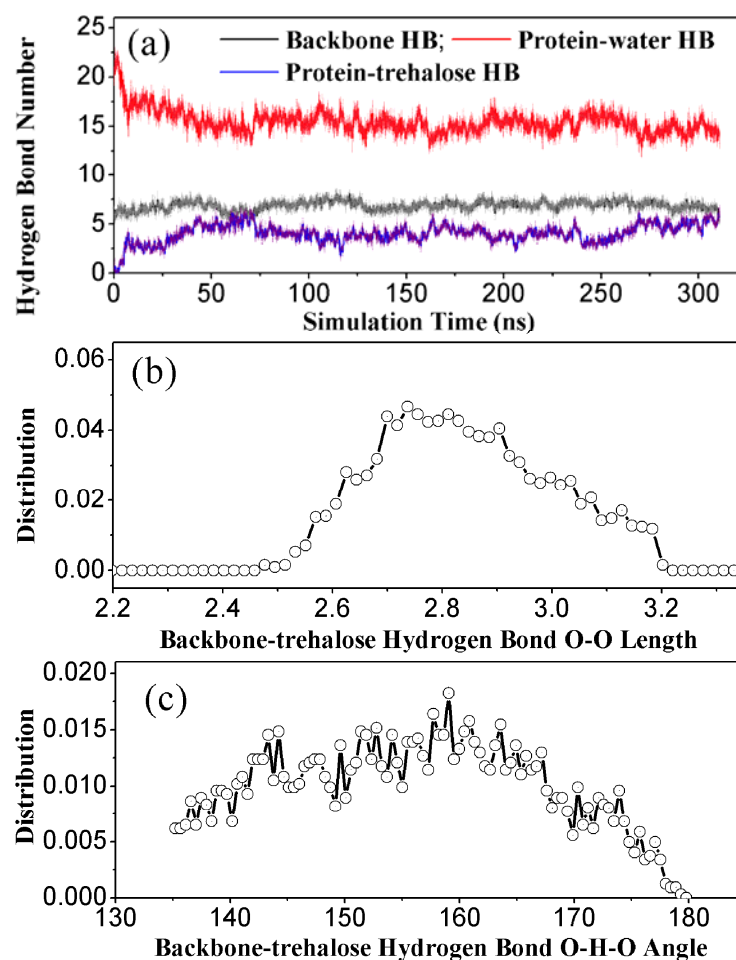 (a)
Backbone HB; Protein-water HB
Protein-trehalose HB
Hydrogen Bond Number
25
20
15
10
5
0
0 50 100 150 200 250 300
Simulation Time (ns)
(b)
Distribution
0.06
0.04
0.02
0.00
2.2 2.4 2.6 2.8 3.0 3.2
Backbone-trehalose Hydrogen Bond O-O Length
(c)
Distribution
0.020
0.015
0.010
0.005
0.000
130 140 150 160 170 180
Backbone-trehalose Hydrogen Bond O-H-O Angle